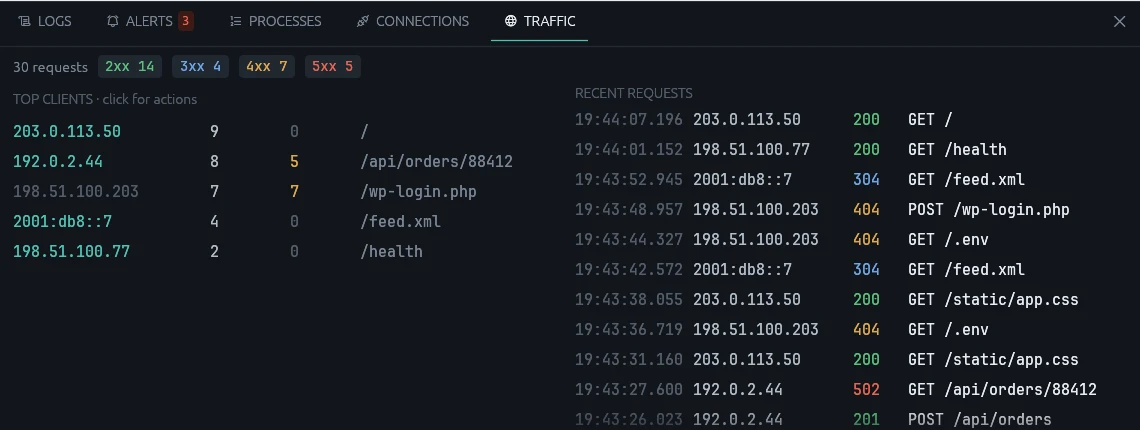 LOGS ALERTS 3 PROCESSES CONNECTIONS TRAFFIC
30 requests 2xx 14 3xx 4 4xx 7 5xx 5
TOP CLIENTS · click for actions
203.0.113.50 9 0 /
192.0.2.44 8 5 /api/orders/88412
198.51.100.203 7 7 /wp-login.php
2001:db8::7 4 0 /feed.xml
198.51.100.77 2 0 /health
RECENT REQUESTS
19:44:07.196 203.0.113.50 200 GET /
19:44:01.152 198.51.100.77 200 GET /health
19:43:52.945 2001:db8::7 304 GET /feed.xml
19:43:48.957 198.51.100.203 404 POST /wp-login.php
19:43:44.327 198.51.100.203 404 GET /.env
19:43:42.572 2001:db8::7 304 GET /feed.xml
19:43:38.055 203.0.113.50 200 GET /static/app.css
19:43:36.719 198.51.100.203 404 GET /.env
19:43:31.160 203.0.113.50 200 GET /static/app.css
19:43:27.600 192.0.2.44 502 GET /api/orders/88412
19:43:26.023 192.0.2.44 201 POST /api/orders